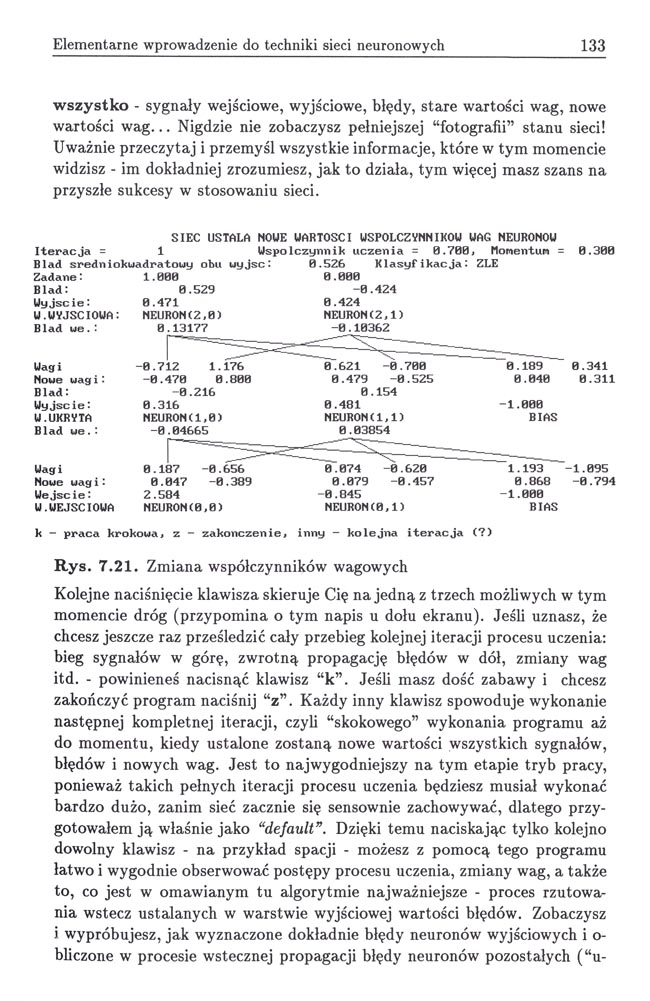 Elementarne wprowadzenie do techniki sieci neuronowych 133
wszystko - sygnały wejściowe, wyjściowe, błędy, stare wartości wag, nowe
wartości wag... Nigdzie nie zobaczysz pełniejszej “fotografii” stanu sieci!
Uważnie przeczytaj i przemyśl wszystkie informacje, które w tym momencie
widzisz - im dokładniej zrozumiesz, jak to działa, tym więcej masz szans na
przyszłe sukcesy w stosowaniu sieci.
SIEC USTALA NOWE WARTOSCI WSPOLCZYNNIKOW WAG NEURONOW
Iteracja = 1 Wspolczynnik uczenia = 0.700, Momentum = 0.300
Blad sredniokwadratowy obu wyjsc: 0.526 Klasyfikacja: ZLE
Zadane: 1.000 0.000
Blad: 0.529 -0.424
Wyjscie: 0.471 0.424
W.WYJSCIOWA: NEURON(2,0) NEURON(2,1)
Blad we.: 0.13177 -0.10362
Wagi -0.712 1.176 0.621 -0.700 0.189 0.341
Nowe wagi: -0.470 0.800 0.479 -0.525 0.040 0.311
Blad: -0.216 0.154
Wyjscie: 0.316 0.481 -1.000
W.UKRYTA NEURON(1,0) NEURON(1,1) BIAS
Blad we.: -0.04665 0.03854
Wagi 0.187 -0.656 0.074 -0.620 1.193 -1.095
Nowe wagi: 0.047 -0.389 0.079 -0.457 0.868 -0.794
Wejscie: 2.584 -0.845 -1.000
W.WEJSCIOWA NEURON(0,0) NEURON(0,1) BIAS
k - praca krokowa, z - zakonczenie, inny - kolejna iteracja (?)
Rys. 7.21. Zmiana współczynników wagowych
Kolejne naciśnięcie klawisza skieruje Cię na jedną z trzech możliwych w tym
momencie dróg (przypomina o tym napis u dołu ekranu). Jeśli uznasz, że
chcesz jeszcze raz prześledzić cały przebieg kolejnej iteracji procesu uczenia:
bieg sygnałów w górę, zwrotną propagację błędów w dół, zmiany wag
itd. - powinieneś nacisnąć klawisz “k”. Jeśli masz dość zabawy i chcesz
zakończyć program naciśnij “z”. Każdy inny klawisz spowoduje wykonanie
następnej kompletnej iteracji, czyli “skokowego” wykonania programu aż
do momentu, kiedy ustalone zostaną nowe wartości wszystkich sygnałów,
błędów i nowych wag. Jest to najwygodniejszy na tym etapie tryb pracy,
ponieważ takich pełnych iteracji procesu uczenia będziesz musiał wykonać
bardzo dużo, zanim sieć zacznie się sensownie zachowywać, dlatego przy-
gotowałem ją właśnie jako “default”. Dzięki temu naciskając tylko kolejno
dowolny klawisz - na przykład spacji - możesz z pomocą tego programu
łatwo i wygodnie obserwować postępy procesu uczenia, zmiany wag, a także
to, co jest w omawianym tu algorytmie najważniejsze - proces rzutowa-
nia wstecz ustalanych w warstwie wyjściowej wartości błędów. Zobaczysz
i wypróbujesz, jak wyznaczone dokładnie błędy neuronów wyjściowych i o-
bliczone w procesie wstecznej propagacji błędy neuronów pozostałych (“u-